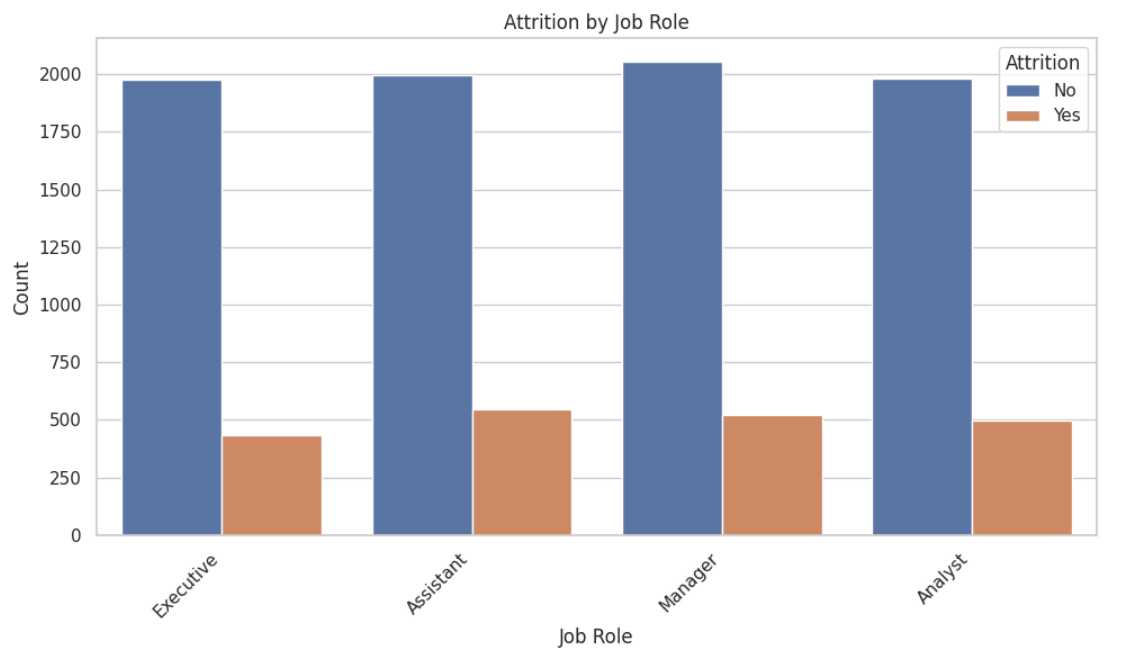 Attrition by Job Role
Attrition
No
Yes
Count
2000
1750
1500
1250
1000
750
500
250
0
Executive
Assistant
Manager
Analyst
Job Role